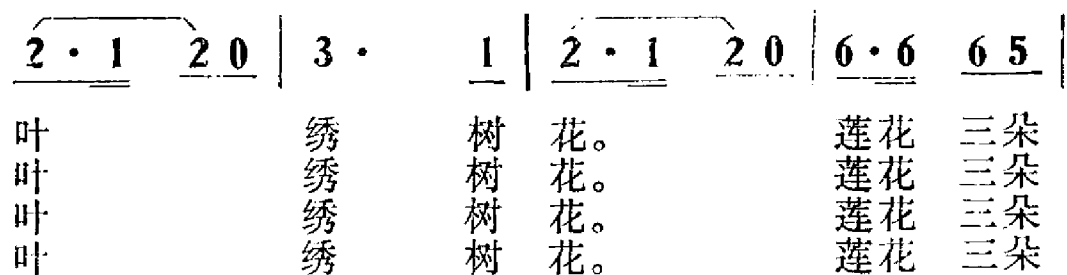 2 · 1 2 0 | 3 · 1 | 2 · 1 2 0 | 6 · 6 6 5 |
叶 绣 树 花。 莲花 三朵
叶 绣 树 花。 莲花 三朵
叶 绣 树 花。 莲花 三朵
叶 绣 树 花。 莲花 三朵